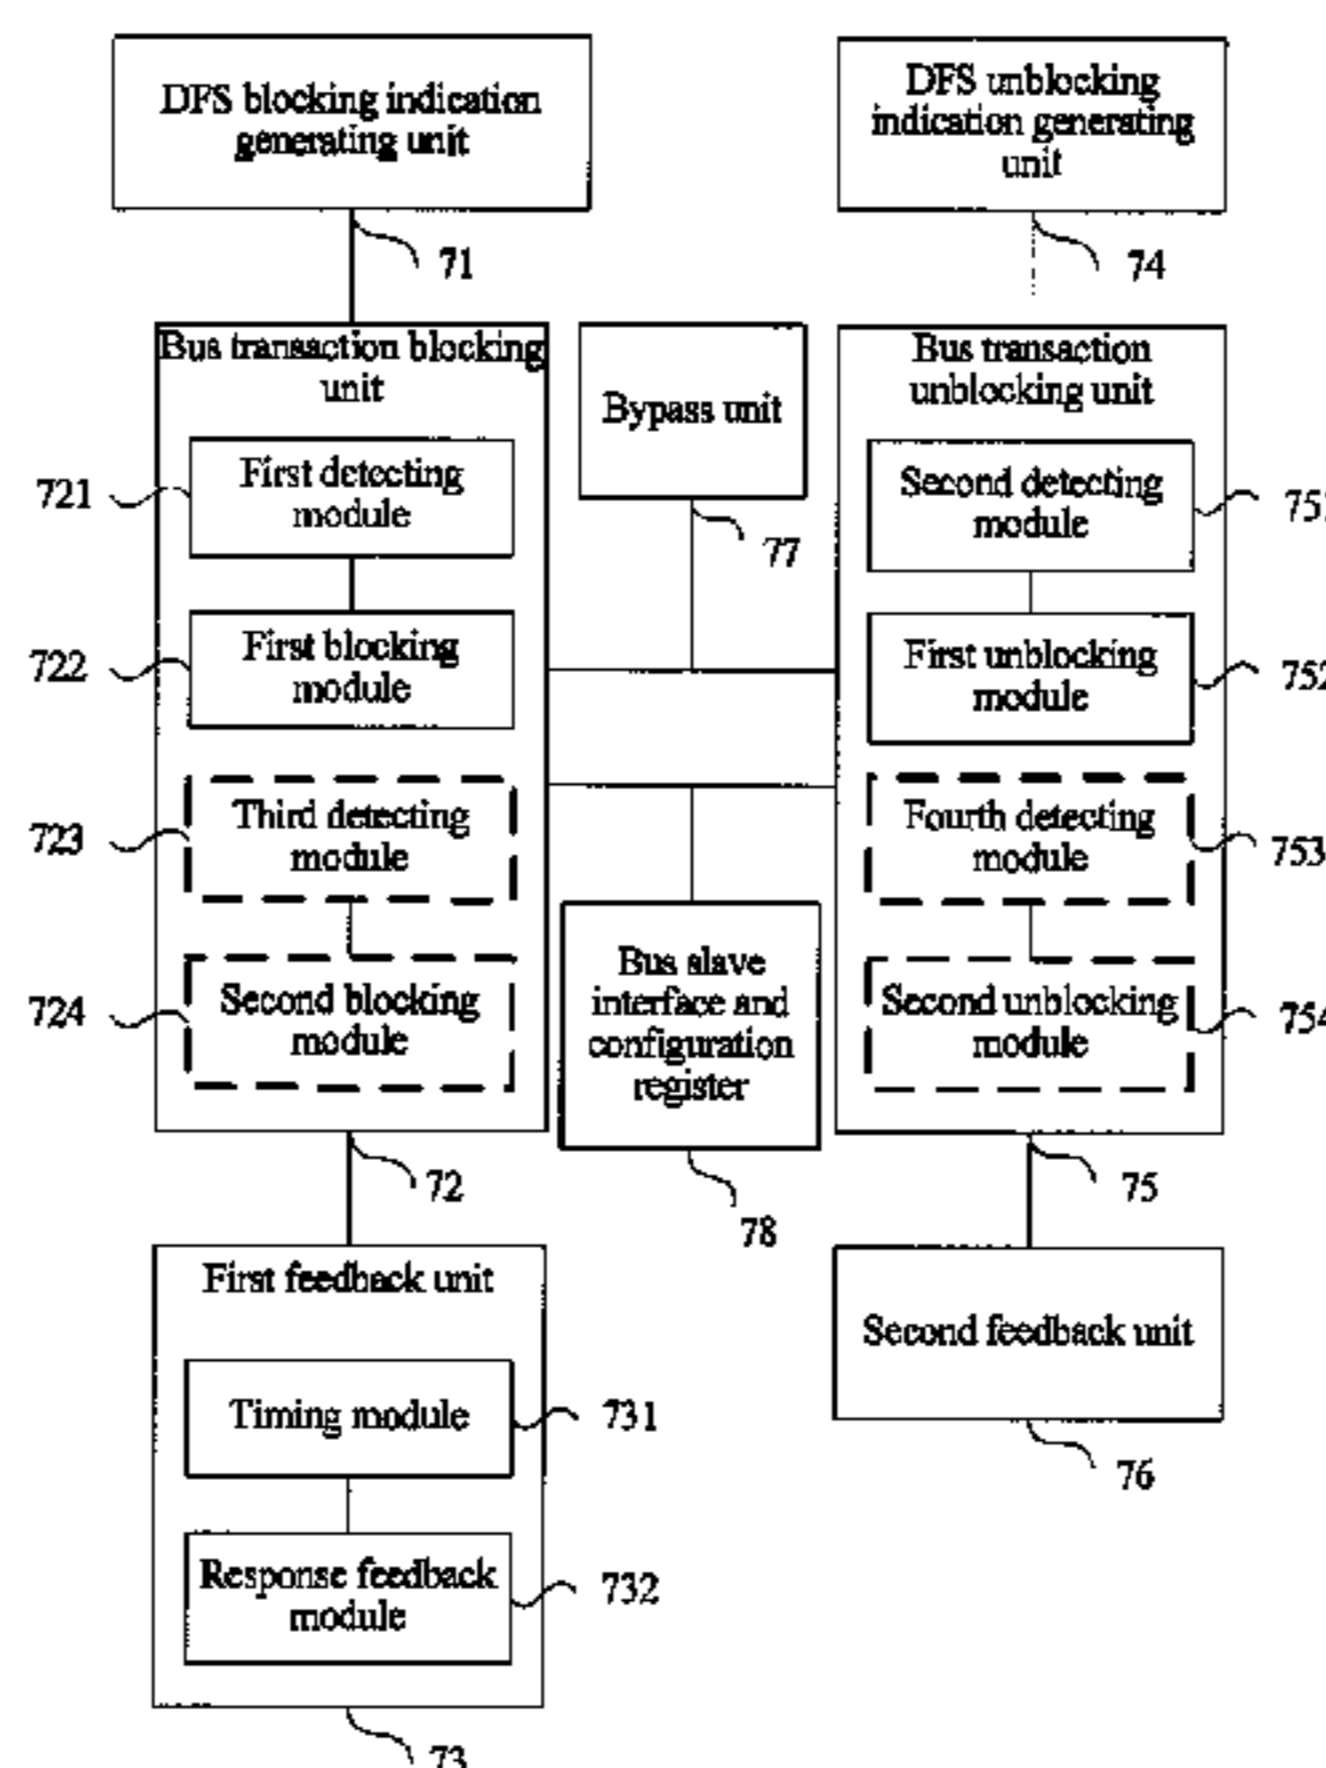 DFS blocking indication
generating unit
71
DFS unblocking
indication generating
unit
74
Bus transaction blocking
unit
First detecting
module
721
First blocking
module
722
Third detecting
module
723
Second blocking
module
724
72
Bypass unit
77
Bus slave
interface and
configuration
register
78
Bus transaction
unblocking unit
Second detecting
module
First unblocking
module
752
Fourth detecting
module
753
Second unblocking
module
754
75
First feedback unit
Timing module
731
Response feedback
module
732
73
Second feedback unit
76